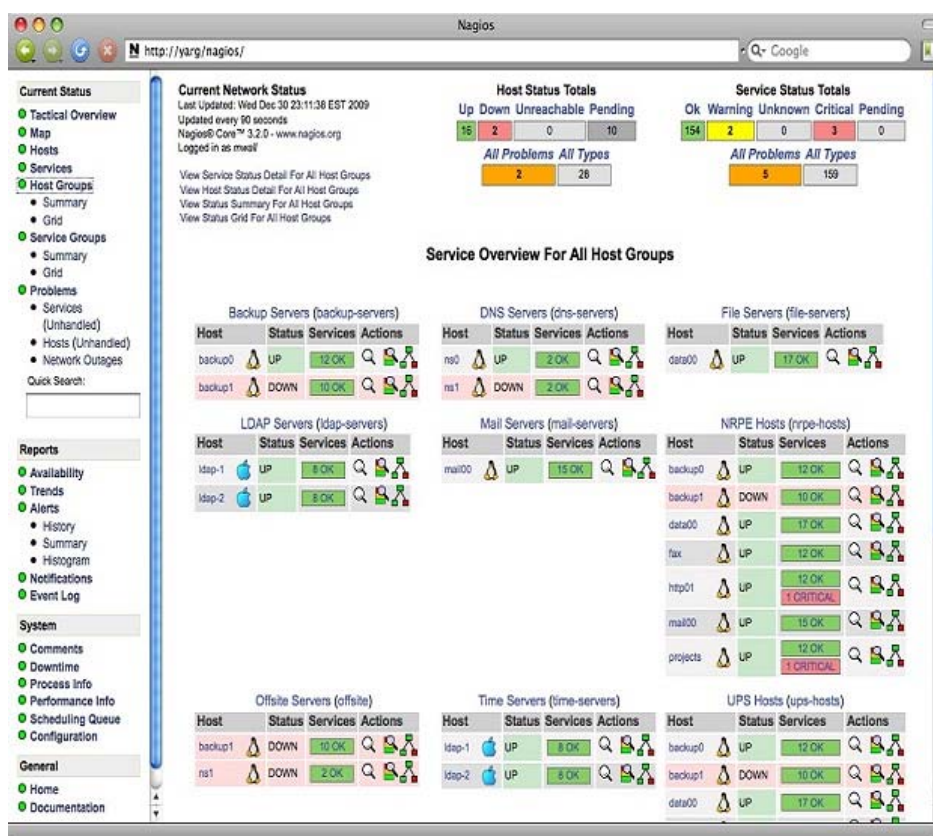 Nagios
N http://yarg/nagios/
Q- Google
Current Status
Tactical Overview
Map
Hosts
Services
Host Groups
Summary
Grid
Service Groups
Summary
Grid
Problems
Services
(Unhandled)
Hosts (Unhandled)
Network Outages
Quick Search:
Reports
Availability
Trends
Alerts
History
Summary
Histogram
Notifications
Event Log
System
Comments
Downtime
Process Info
Performance Info
Scheduling Queue
Configuration
General
Home
Documentation
Current Network Status
Last Updated: Wed Dec 30 23:11:38 EST 2009
Updated every 90 seconds
Nagios® Core™ 3.2.0 - www.nagios.org
Logged in as
View Service Status Detail For All Host Groups
View Host Status Detail For All Host Groups
View Status Summary For All Host Groups
View Status Grid For All Host Groups
Host Status Totals
Up Down Unreachable Pending
16 2 0 10
All Problems All Types
2 28
Service Status Totals
Ok Warning Unknown Critical Pending
154 2 0 3 0
All Problems All Types
5 159
Service Overview For All Host Groups
Backup Servers (backup-servers)
Host Status Services Actions
backup0 UP 12 OK
backup1 DOWN 10 OK
DNS Servers (dns-servers)
Host Status Services Actions
ns0 UP 2 OK
ns1 DOWN 2 OK
File Servers (file-servers)
Host Status Services Actions
data00 UP 17 OK
LDAP Servers (ldap-servers)
Host Status Services Actions
ldap-1 UP 8 OK
ldap-2 UP 8 OK
Mail Servers (mail-servers)
Host Status Services Actions
mail00 UP 15 OK
NRPE Hosts (nrpe-hosts)
Host Status Services Actions
backup0 UP 12 OK
backup1 DOWN 10 OK
data00 UP 17 OK
fax UP 12 OK
http01 UP 12 OK
1 CRITICAL
mail00 UP 15 OK
projects UP 12 OK
1 CRITICAL
Offsite Servers (offsite)
Host Status Services Actions
backup1 DOWN 10 OK
ns1 DOWN 2 OK
Time Servers (time-servers)
Host Status Services Actions
ldap-1 UP 8 OK
ldap-2 UP 8 OK
UPS Hosts (ups-hosts)
Host Status Services Actions
backup0 UP 12 OK
backup1 DOWN 10 OK
data00 UP 17 OK